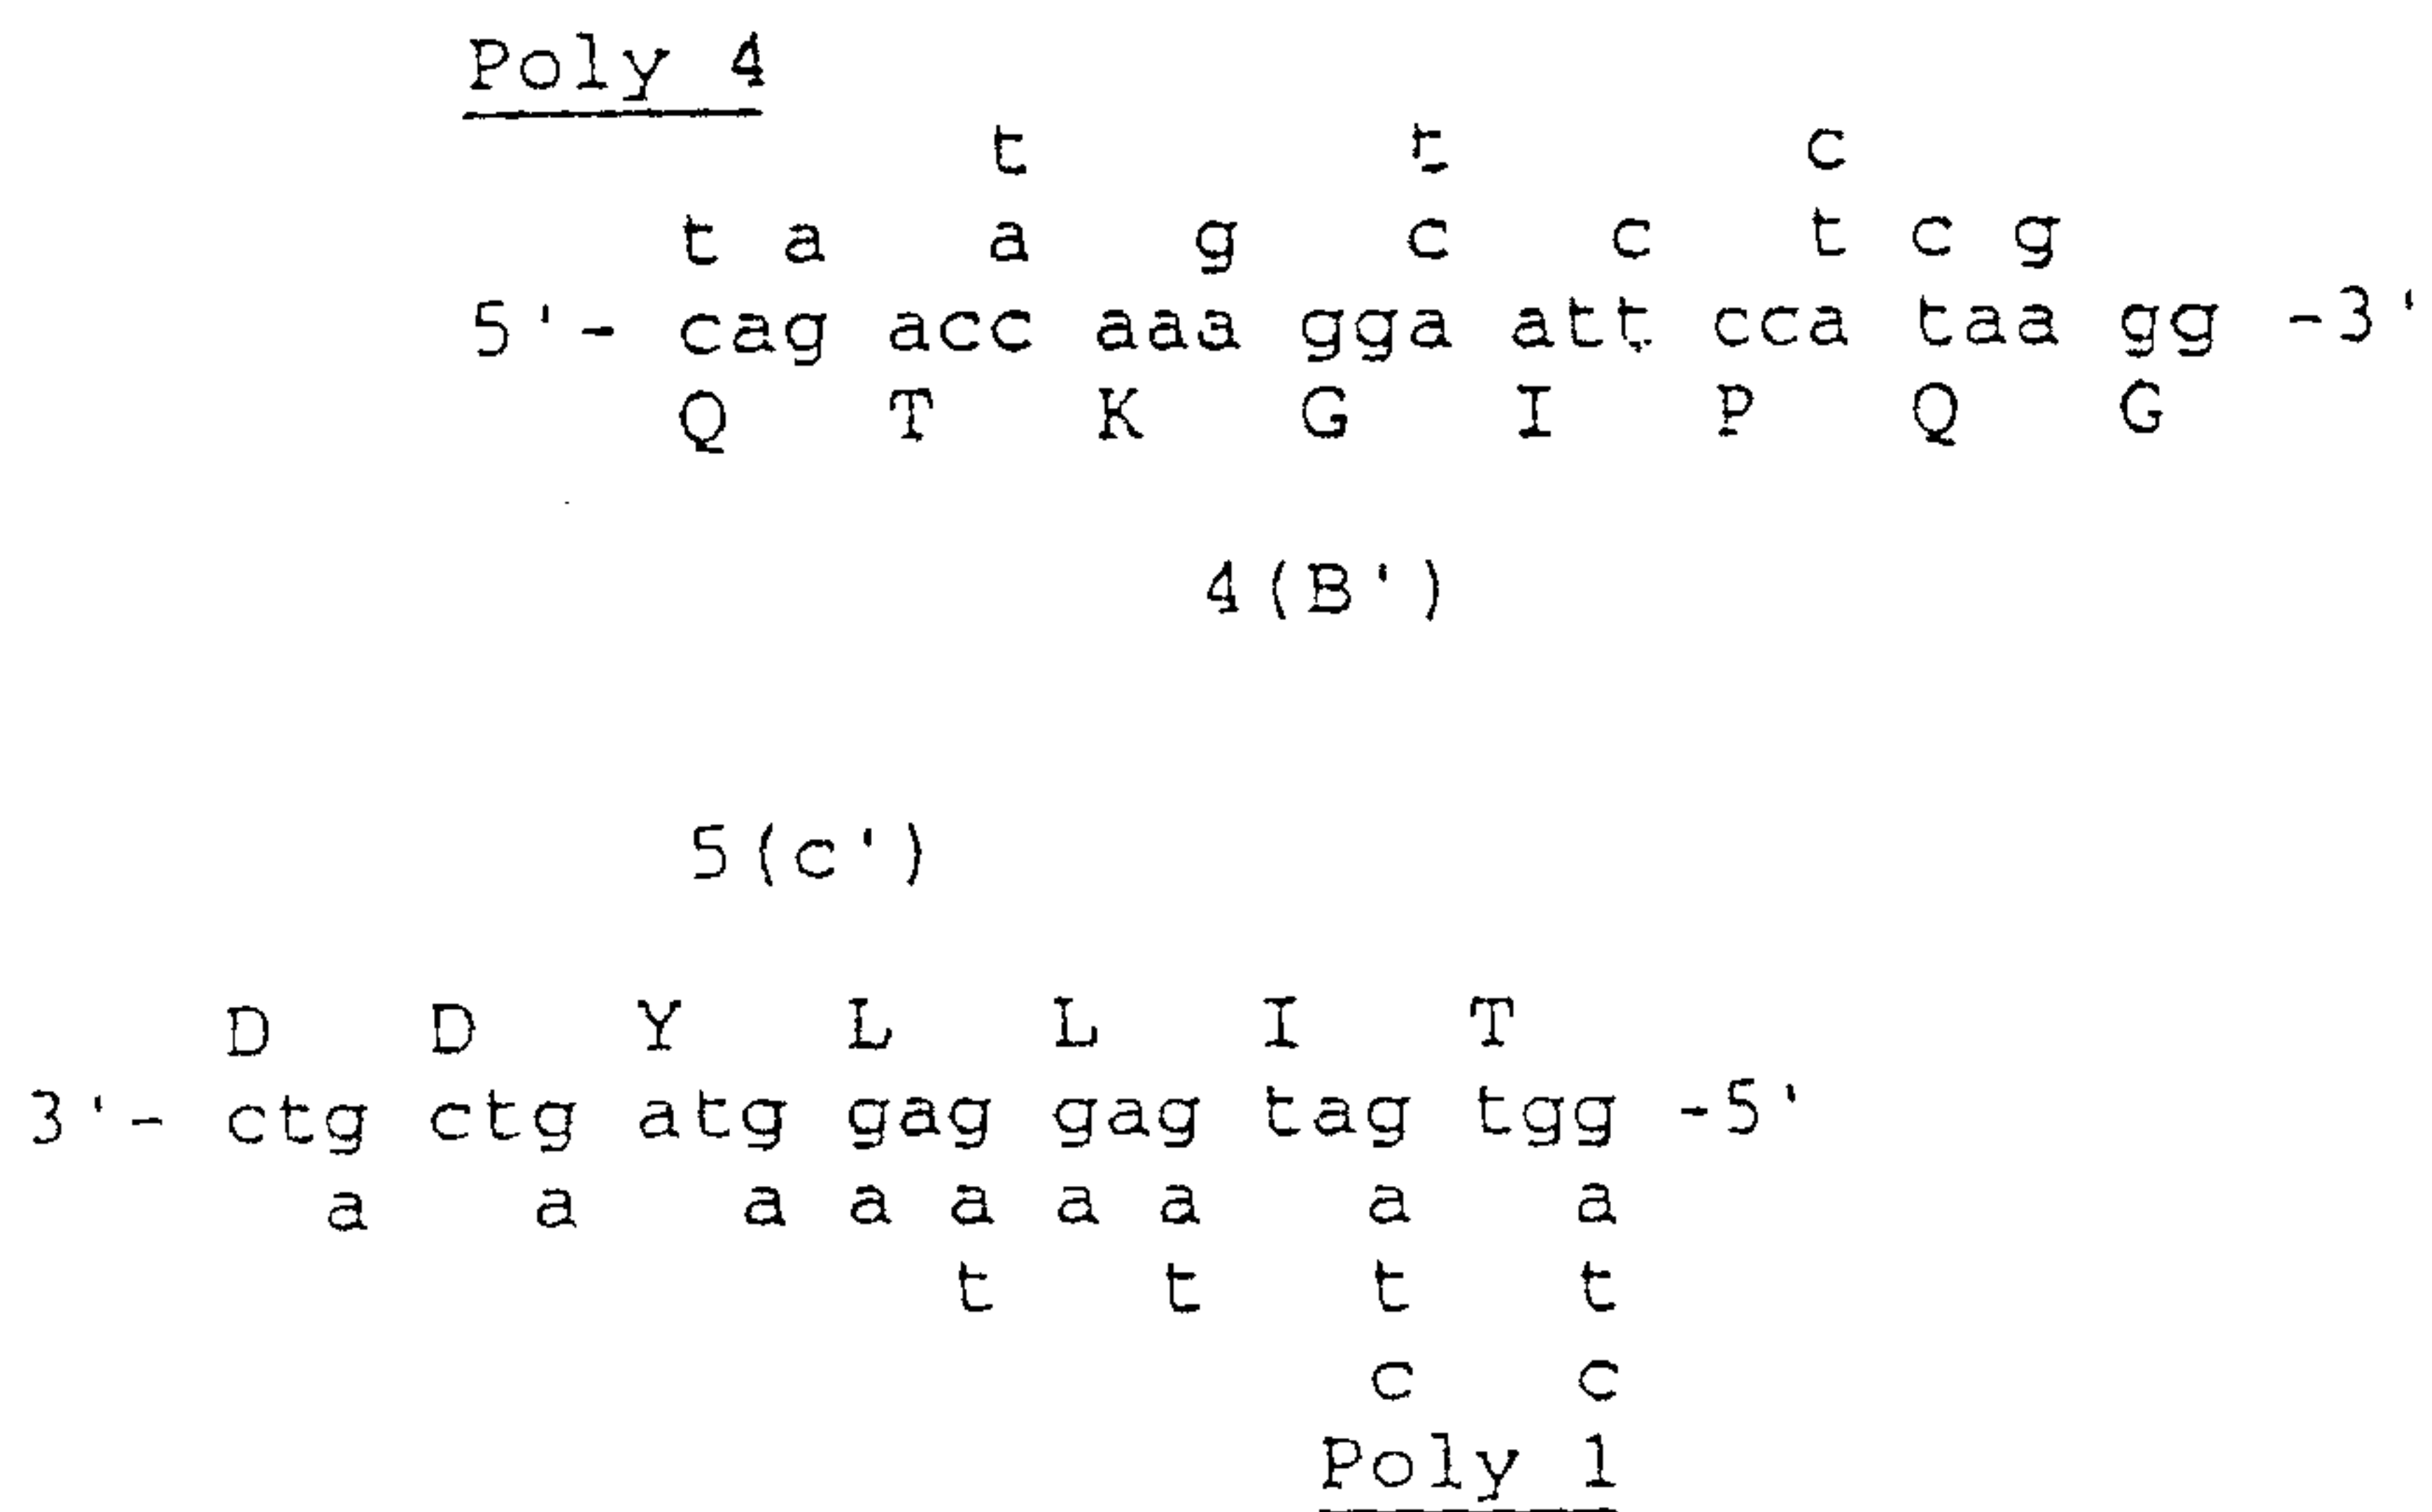 Poly 4
t t c
t a a g c c t c g
5'- cag acc aaa gga att cca taa gg -3'
Q T K G I P Q G
4(B')
5(c')
D D Y L L I T
3'- ctg ctg atg gag gag tag tgg -5'
a a a a a a a a a
t t t t
c c
Poly 1